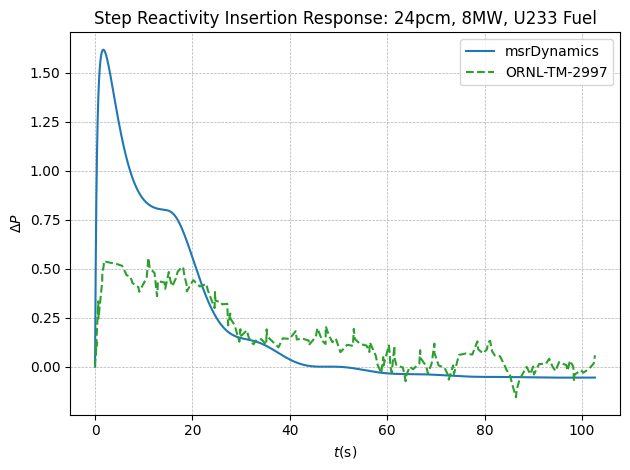 Step Reactivity Insertion Response: 24pcm, 8MW, U233 Fuel
msrDynamics
ORNL-TM-2997
1.50
1.25
1.00
0.75
0.50
0.25
0.00
ΔP
0 20 40 60 80 100
t(s)